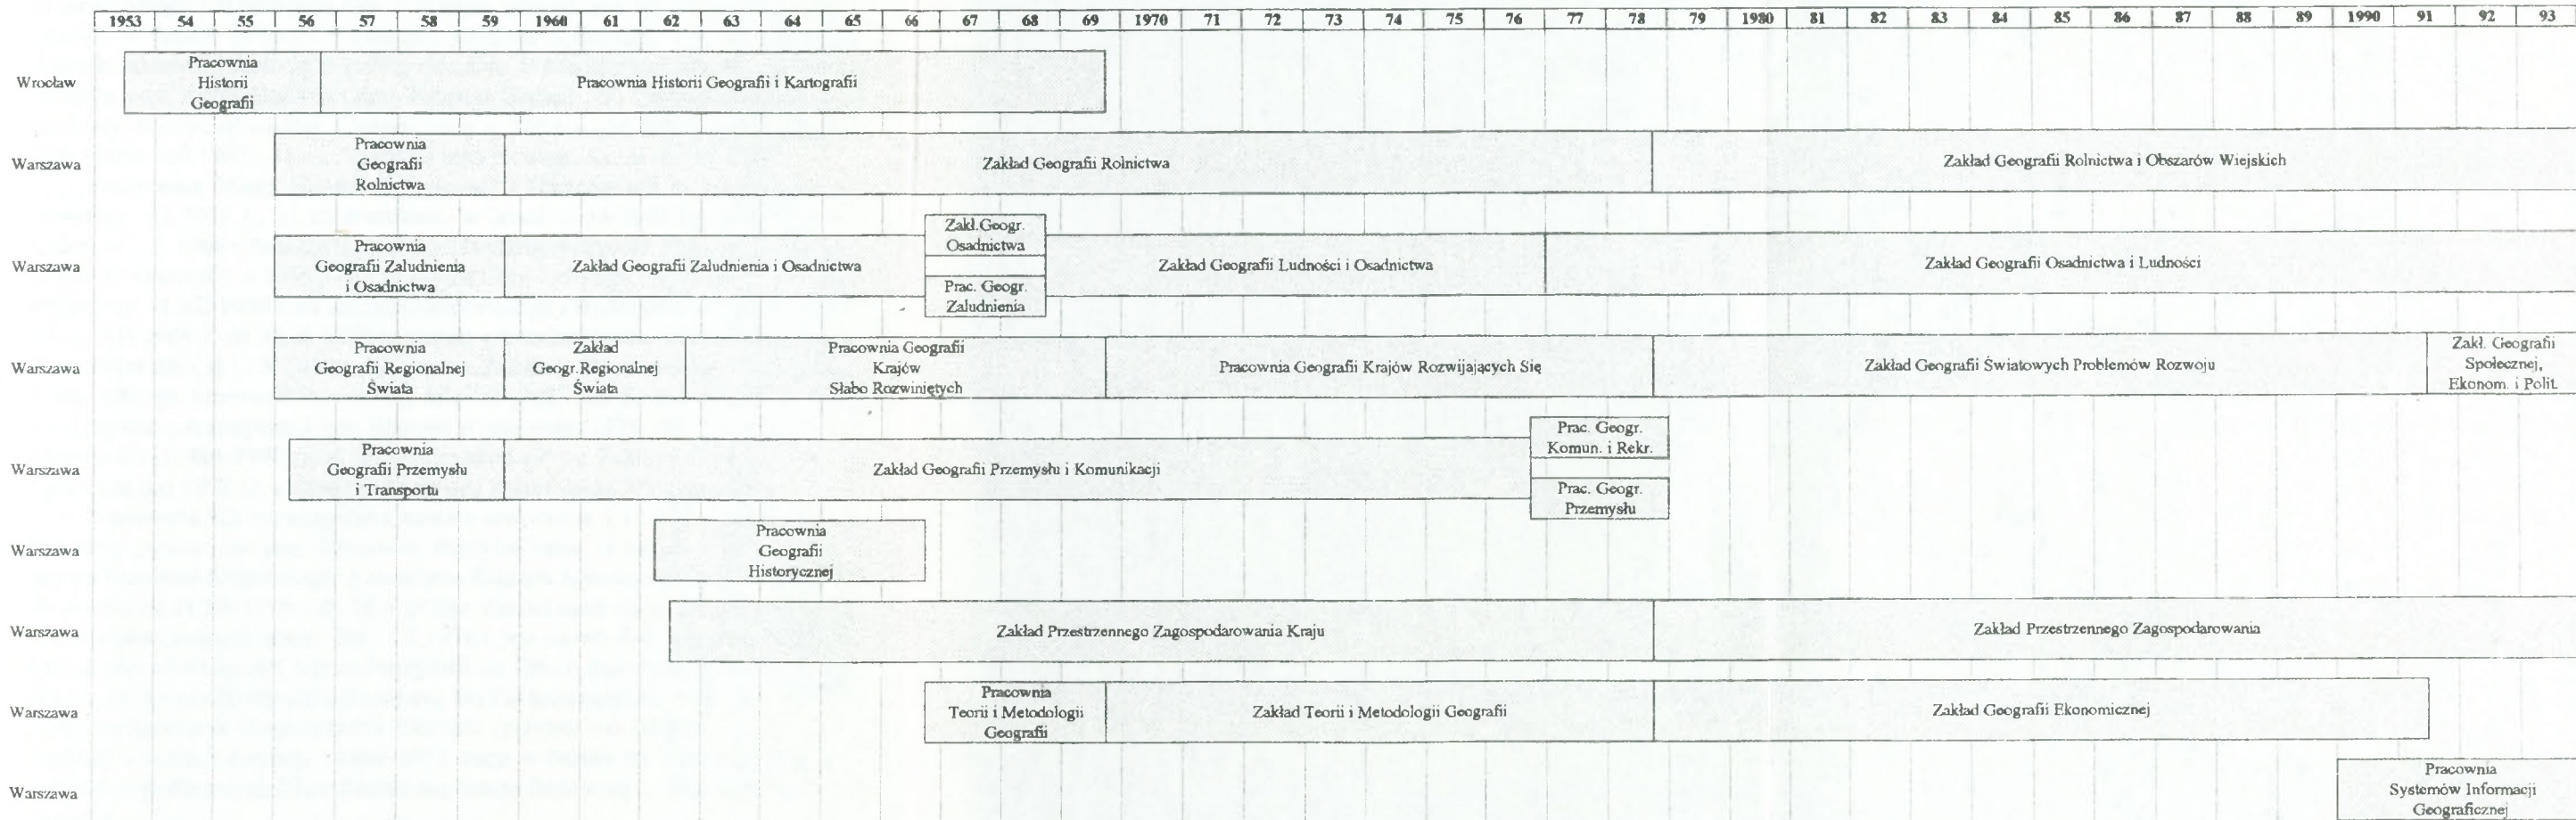 1953 54 55 56 57 58 59 1960 61 62 63 64 65 66 67 68 69 1970 71 72 73 74 75 76 77 78 79 1980 81 82 83 84 85 86 87 88 89 1990 91 92 93
Wrocław
Pracownia
Historii
Geografii
Pracownia Historii Geografii i Kartografii
Warszawa
Pracownia
Geografii
Rolnictwa
Zakład Geografii Rolnictwa
Zakład Geografii Rolnictwa i Obszarów Wiejskich
Warszawa
Pracownia
Geografii Zaludnienia
i Osadnictwa
Zakład Geografii Zaludnienia i Osadnictwa
Zakł.Geogr.
Osadnictwa
Prac. Geogr.
Zaludnienia
Zakład Geografii Ludności i Osadnictwa
Zakład Geografii Osadnictwa i Ludności
Warszawa
Pracownia
Geografii Regionalnej
Świata
Zakład
Geogr.Regionalnej
Świata
Pracownia Geografii
Krajów
Słabo Rozwiniętych
Pracownia Geografii Krajów Rozwijających Się
Zakład Geografii Światowych Problemów Rozwoju
Zakł. Geografii
Społecznej,
Ekonom. i Polit.
Warszawa
Pracownia
Geografii Przemysłu
i Transportu
Zakład Geografii Przemysłu i Komunikacji
Prac. Geogr.
Komun. i Rekr.
Prac. Geogr.
Przemysłu
Warszawa
Pracownia
Geografii
Historycznej
Warszawa
Zakład Przestrzennego Zagospodarowania Kraju
Zakład Przestrzennego Zagospodarowania
Warszawa
Pracownia
Teorii i Metodologii
Geografii
Zakład Teorii i Metodologii Geografii
Zakład Geografii Ekonomicznej
Warszawa
Pracownia
Systemów Informacji
Geograficznej